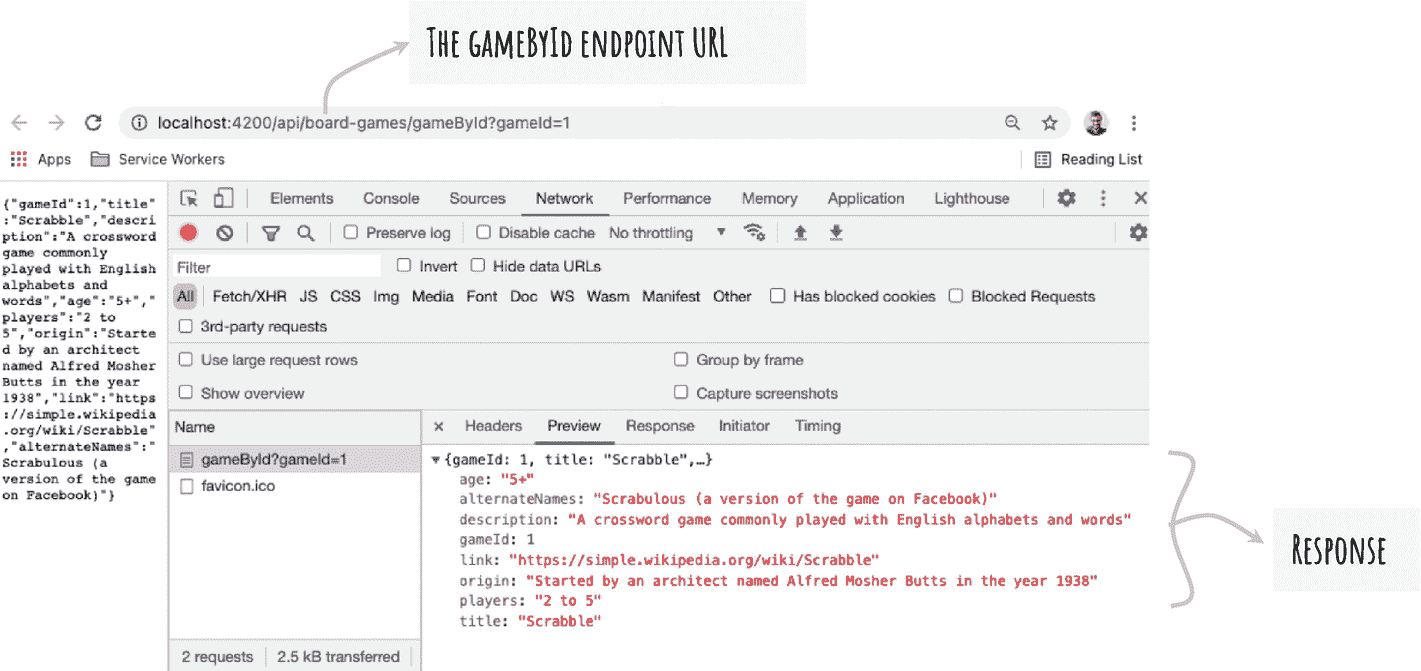 The gameById endpoint URL
localhost:4200/api/board-games/gameById?gameId=1
Apps Service Workers Reading List
{"gameId":1,"title"
:"Scrabble","descri
ption":"A crossword
game commonly
played with English
alphabets and
words","age":"5+","
players":"2 to
5","origin":"Starte
d by an architect
named Alfred Mosher
Butts in the year
1938","link":"https
://simple.wikipedia
.org/wiki/Scrabble"
,"alternateNames":"
Scrabulous (a
version of the game
on Facebook)"}
Elements Console Sources Network Performance Memory Application Lighthouse
Preserve log Disable cache No throttling
Filter Invert Hide data URLs
All Fetch/XHR JS CSS Img Media Font Doc WS Wasm Manifest Other Has blocked cookies Blocked Requests
3rd-party requests
Use large request rows Group by frame
Show overview Capture screenshots
Name
gameById?gameId=1
favicon.ico
2 requests 2.5 kB transferred
Headers Preview Response Initiator Timing
{gameId: 1, title: "Scrabble",…}
age: "5+"
alternateNames: "Scrabulous (a version of the game on Facebook)"
description: "A crossword game commonly played with English alphabets and words"
gameId: 1
link: "https://simple.wikipedia.org/wiki/Scrabble"
origin: "Started by an architect named Alfred Mosher Butts in the year 1938"
players: "2 to 5"
title: "Scrabble"
Response